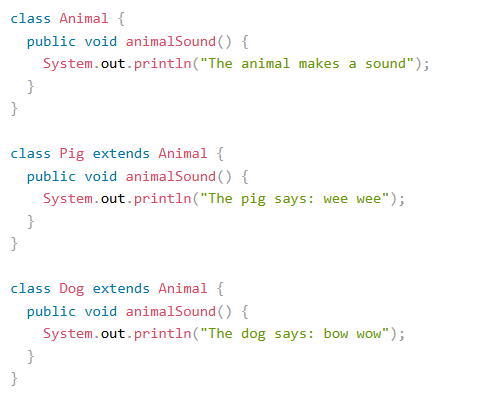 class Animal {
  public void animalSound() {
    System.out.println("The animal makes a sound");
  }
}

class Pig extends Animal {
  public void animalSound() {
    System.out.println("The pig says: wee wee");
  }
}

class Dog extends Animal {
  public void animalSound() {
    System.out.println("The dog says: bow wow");
  }
}